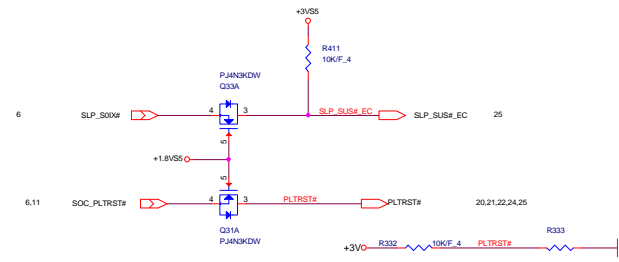 +3VS5
R411
10K/F_4
PJ4N3KDW
Q33A
6 SLP_S0IX# 4 3 SLP_SUS#_EC SLP_SUS#_EC 25
5
+1.8VS5
5
6,11 SOC_PLTRST# 4 3 PLTRST# PLTRST# 20,21,22,24,25
Q31A
PJ4N3KDW
+3V R332 10K/F_4 PLTRST# R333